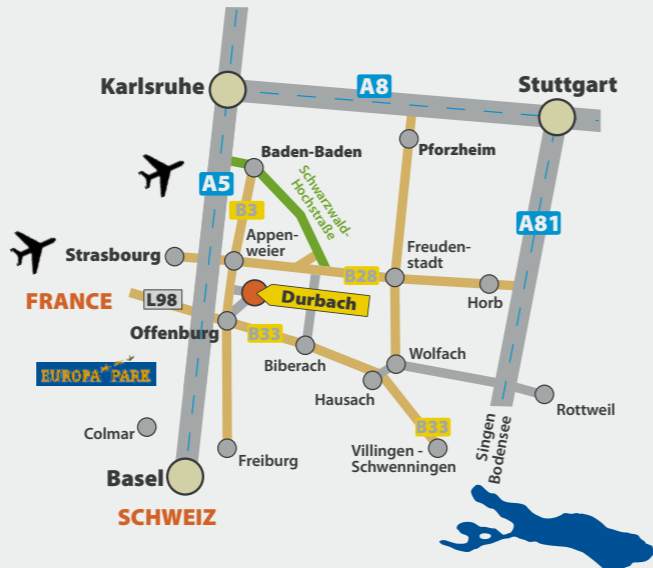 Karlsruhe
A8
Stuttgart
Pforzheim
Baden-Baden
A5
Schwarzwald-
Hochstraße
B3
A81
Appen-
weier
Strasbourg
Freuden-
stadt
B28
Horb
FRANCE
L98
Durbach
Offenburg
B33
EUROPA PARK
Biberach
Wolfach
Hausach
Rottweil
Colmar
B33
Singen
Bodensee
Freiburg
Villingen -
Schwenningen
Basel
SCHWEIZ